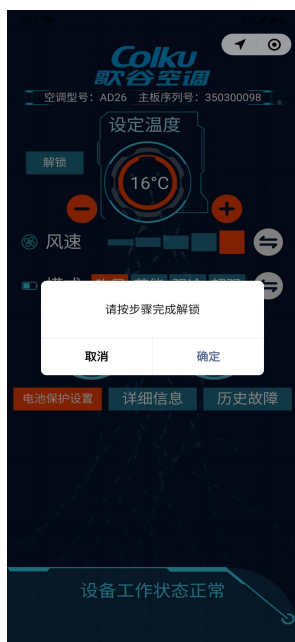 Colku
歌谷空调
空调型号：AD26 主板序列号：350300098
设定温度
解锁
16°C
风速
请按步骤完成解锁
取消 确定
电池保护设置 详细信息 历史故障
设备工作状态正常